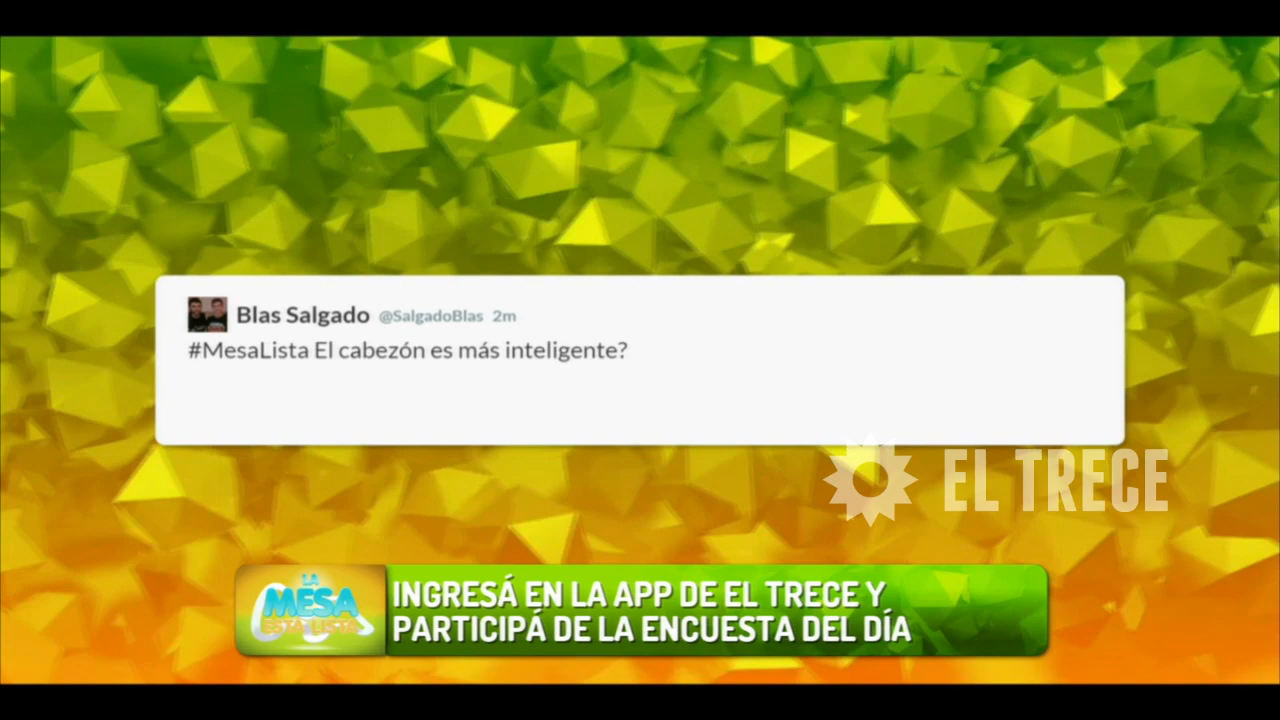 Blas Salgado @SalgadoBlas 2m
#MesaLista El cabezón es más inteligente?
EL TRECE
LA
MESA
ESTÁ LISTA
INGRESÁ EN LA APP DE EL TRECE Y
PARTICIPÁ DE LA ENCUESTA DEL DÍA